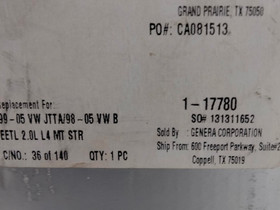 GRAND PRAIRIE, TX 75050
PO#: CA081513
Replacement For:
99-05 VW JTTA/98-05 VW B
EETL 2.0L L4 MT STR
C/NO.: 36 of 140 QTY: 1 PC
1-17780
SO# 131311652
Sold By: GENERA CORPORATION
Ship From: 600 Freeport Parkway, Suite#2
Coppell, TX 75019